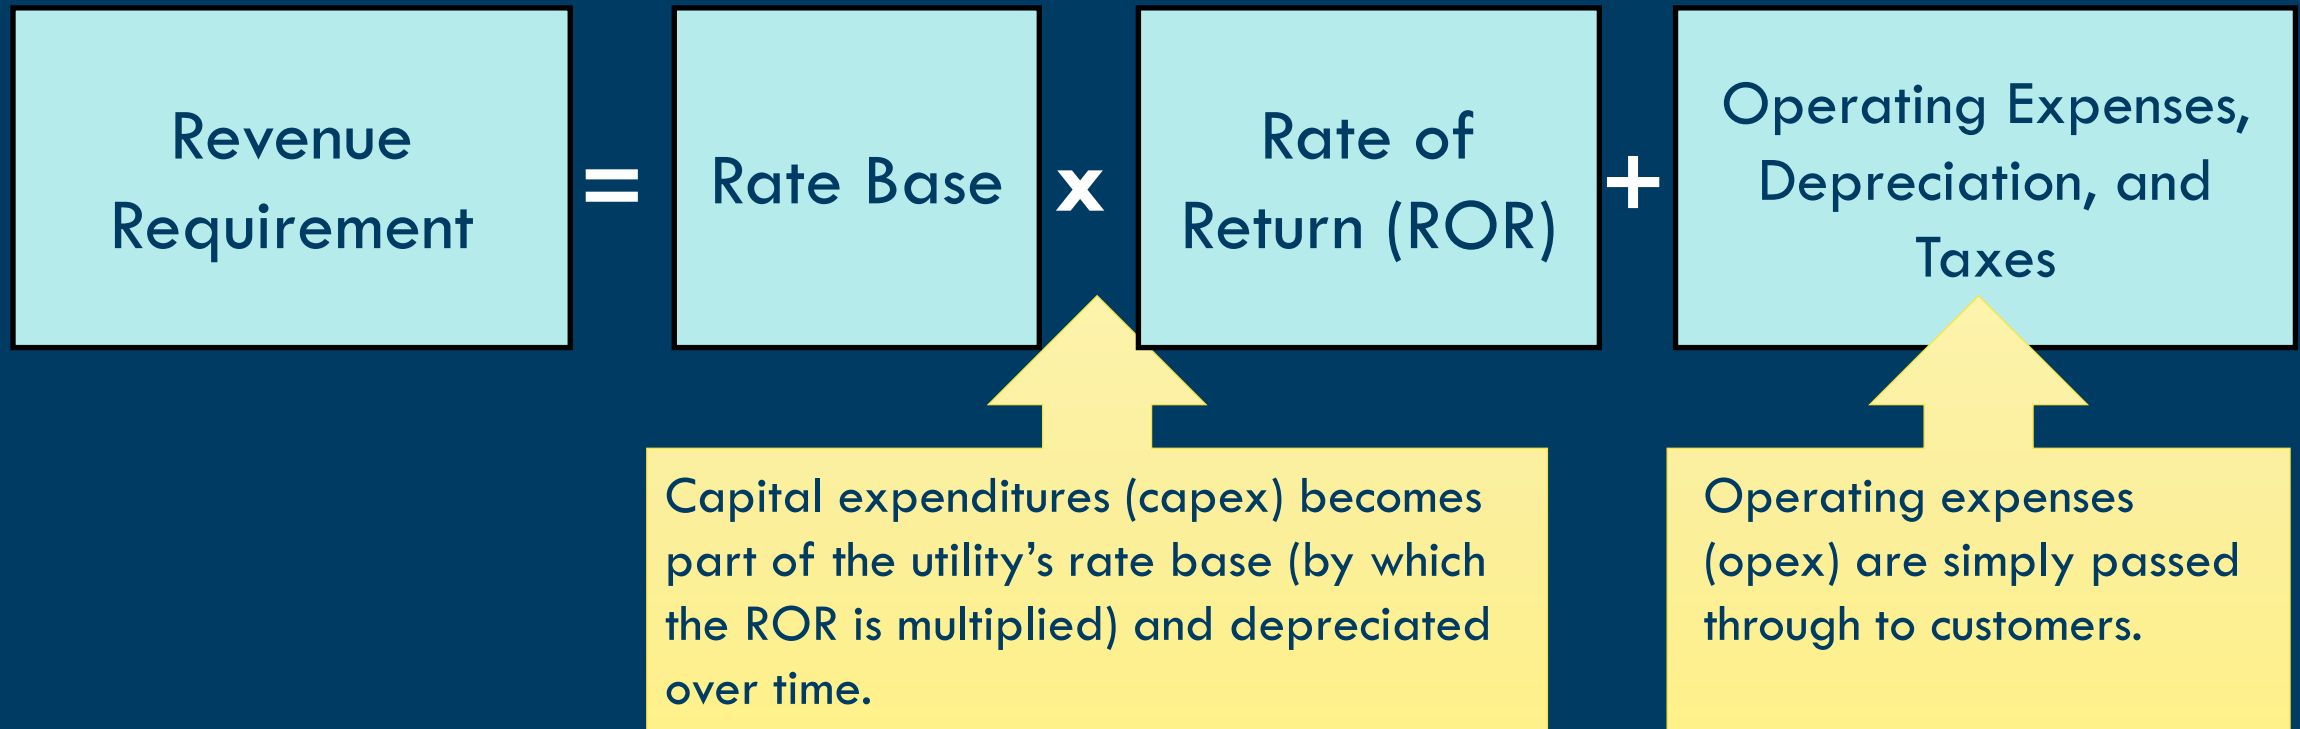 Revenue
Requirement
=
Rate Base
x
Rate of
Return (ROR)
+
Operating Expenses,
Depreciation, and
Taxes
Capital expenditures (capex) becomes
part of the utility’s rate base (by which
the ROR is multiplied) and depreciated
over time.
Operating expenses
(opex) are simply passed
through to customers.